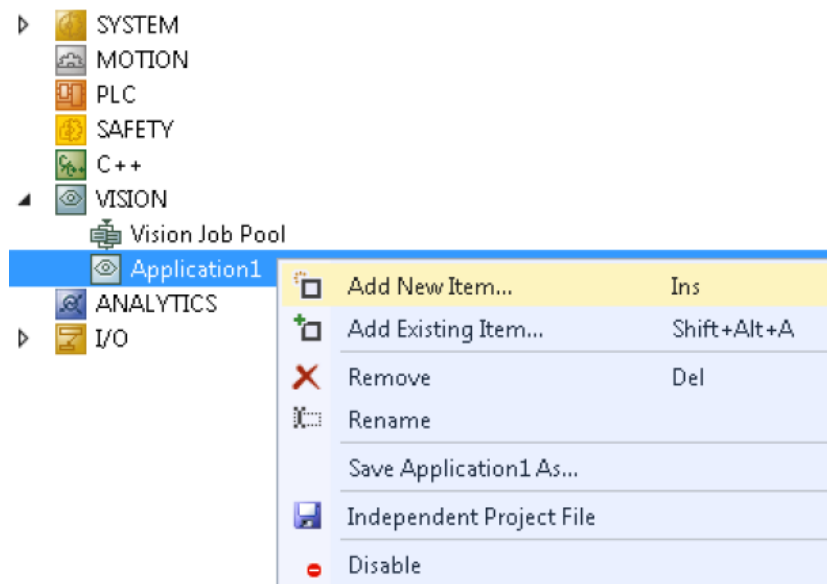 SYSTEM
MOTION
PLC
SAFETY
C++
VISION
Vision Job Pool
Application1
ANALYTICS
I/O
Add New Item... Ins
Add Existing Item... Shift+Alt+A
Remove Del
Rename
Save Application1 As...
Independent Project File
Disable